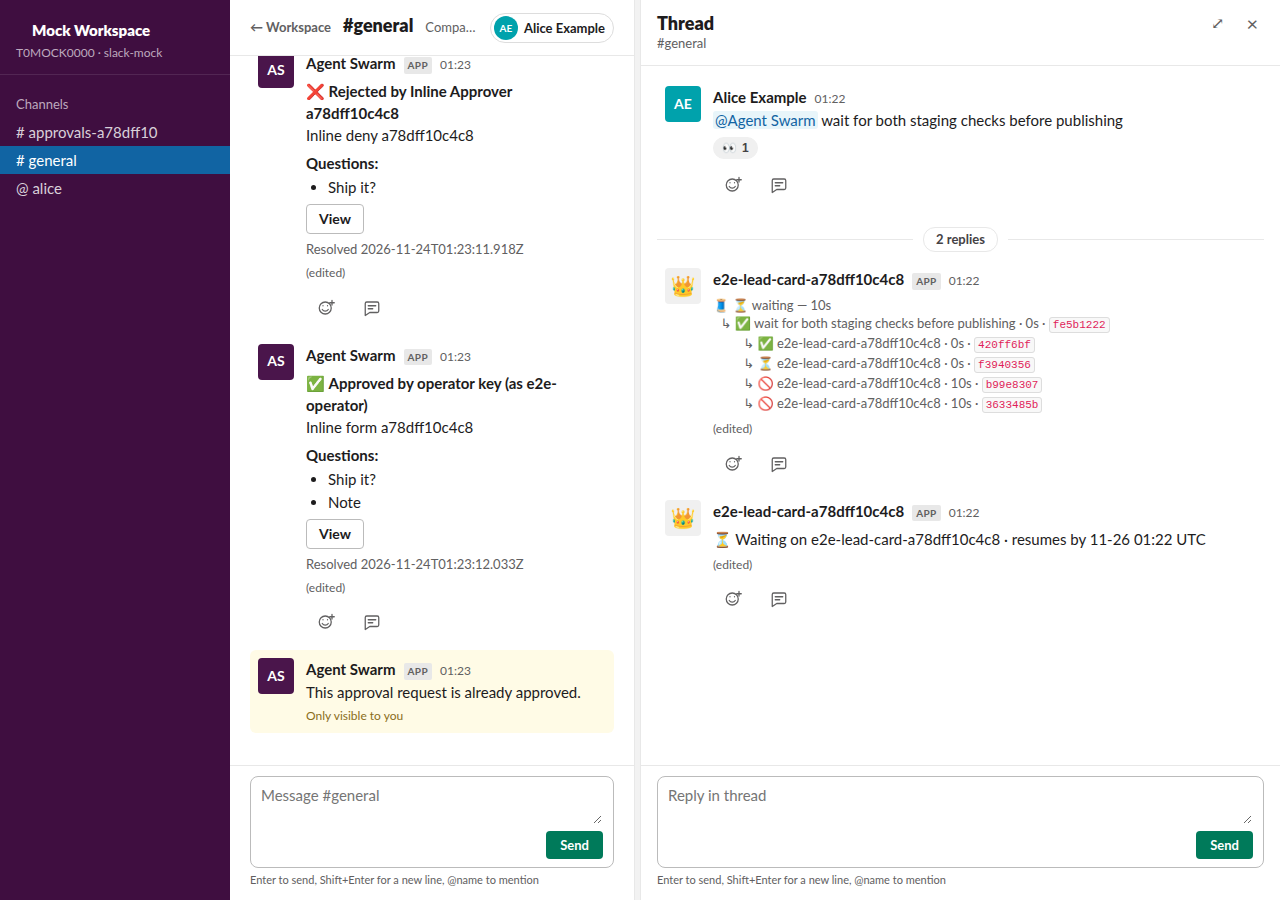 Mock Workspace
T0MOCK0000 · slack-mock
Channels
# approvals-a78dff10
# general
@ alice
← Workspace #general Compa... AE Alice Example
AS Agent Swarm APP 01:23
❌ Rejected by Inline Approver
a78dff10c4c8
Inline deny a78dff10c4c8
Questions:
• Ship it?
View
Resolved 2026-11-24T01:23:11.918Z
(edited)
AS Agent Swarm APP 01:23
✅ Approved by operator key (as e2e-
operator)
Inline form a78dff10c4c8
Questions:
• Ship it?
• Note
View
Resolved 2026-11-24T01:23:12.033Z
(edited)
AS Agent Swarm APP 01:23
This approval request is already approved.
Only visible to you
Message #general
Send
Enter to send, Shift+Enter for a new line, @name to mention
Thread
#general
AE Alice Example 01:22
@Agent Swarm wait for both staging checks before publishing
👀 1
2 replies
e2e-lead-card-a78dff10c4c8 APP 01:22
🧵 ⏳ waiting — 10s
↳ ✅ wait for both staging checks before publishing · 0s · fe5b1222
↳ ✅ e2e-lead-card-a78dff10c4c8 · 0s · 420ff6bf
↳ ⏳ e2e-lead-card-a78dff10c4c8 · 0s · f3940356
↳ 🚫 e2e-lead-card-a78dff10c4c8 · 10s · b99e8307
↳ 🚫 e2e-lead-card-a78dff10c4c8 · 10s · 3633485b
(edited)
e2e-lead-card-a78dff10c4c8 APP 01:22
⏳ Waiting on e2e-lead-card-a78dff10c4c8 · resumes by 11-26 01:22 UTC
(edited)
Reply in thread
Send
Enter to send, Shift+Enter for a new line, @name to mention